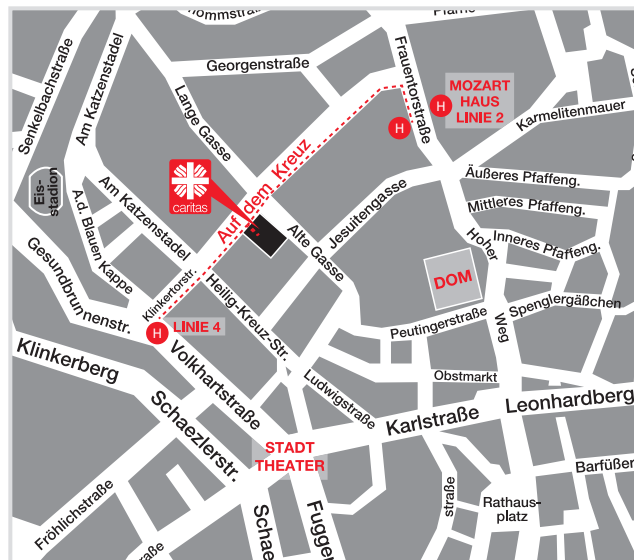 Georgenstraße
Frauentorstraße
Senkelbachstraße
Am Katzenstadel
Lange Gasse
H
MOZART
HAUS
LINIE 2
H
Karmelitenmauer
Auf dem Kreuz
caritas
Eis-
stadion
A.d. Blauen Kappe
Am Katzenstadel
Jesuitengasse
Äußeres Pfaffeng.
Mittleres Pfaffeng.
Inneres Pfaffeng.
Hoher
Weg
Alte Gasse
DOM
Gesundbrunnenstr.
Klinkertorstr.
Heilig-Kreuz-Str.
Spenglergäßchen
Peutingerstraße
H
LINIE 4
Klinkerberg
Volkhartstraße
Obstmarkt
Ludwigstraße
Leonhardberg
Karlstraße
Schaezlerstr.
STADT
THEATER
Barfüßer
Fröhlichstraße
straße
Rathaus-
platz
Schae
Fugger
straße